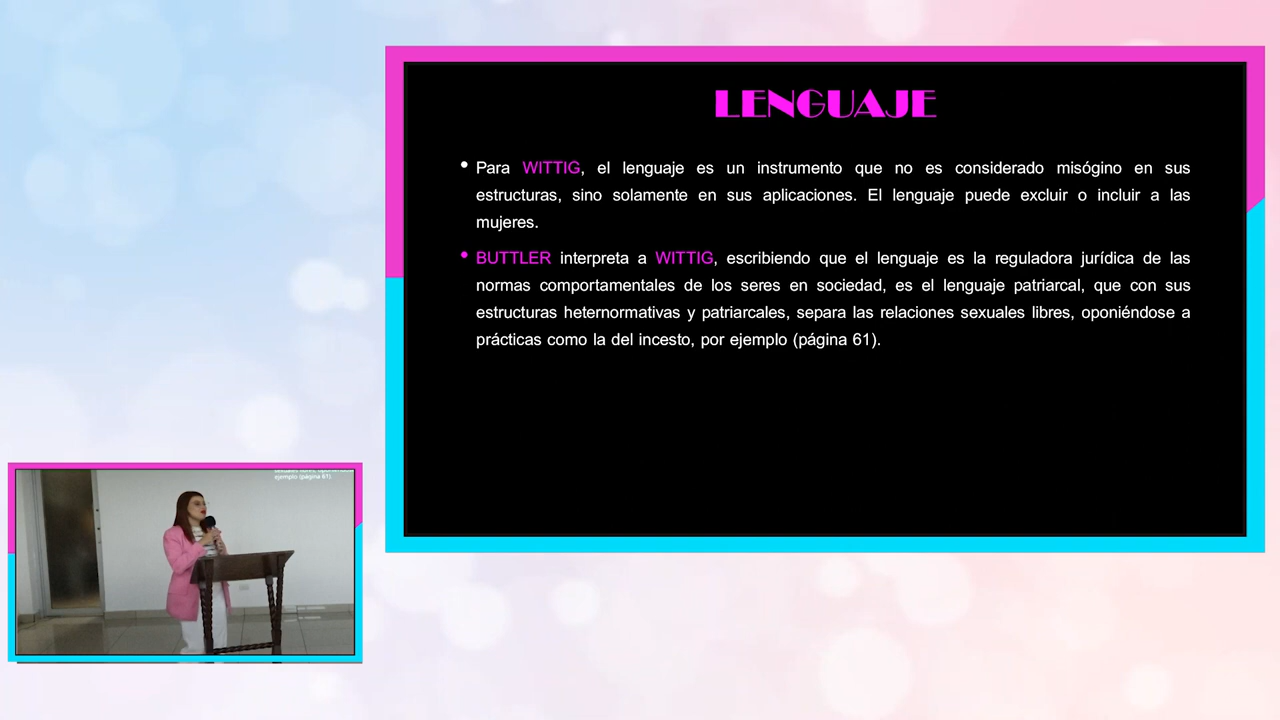 LENGUAJE
• Para WITTIG, el lenguaje es un instrumento que no es considerado misógino en sus
estructuras, sino solamente en sus aplicaciones. El lenguaje puede excluir o incluir a las
mujeres.
• BUTTLER interpreta a WITTIG, escribiendo que el lenguaje es la reguladora jurídica de las
normas comportamentales de los seres en sociedad, es el lenguaje patriarcal, que con sus
estructuras heternormativas y patriarcales, separa las relaciones sexuales libres, oponiéndose a
prácticas como la del incesto, por ejemplo (página 61).
ejemplo (página 61).